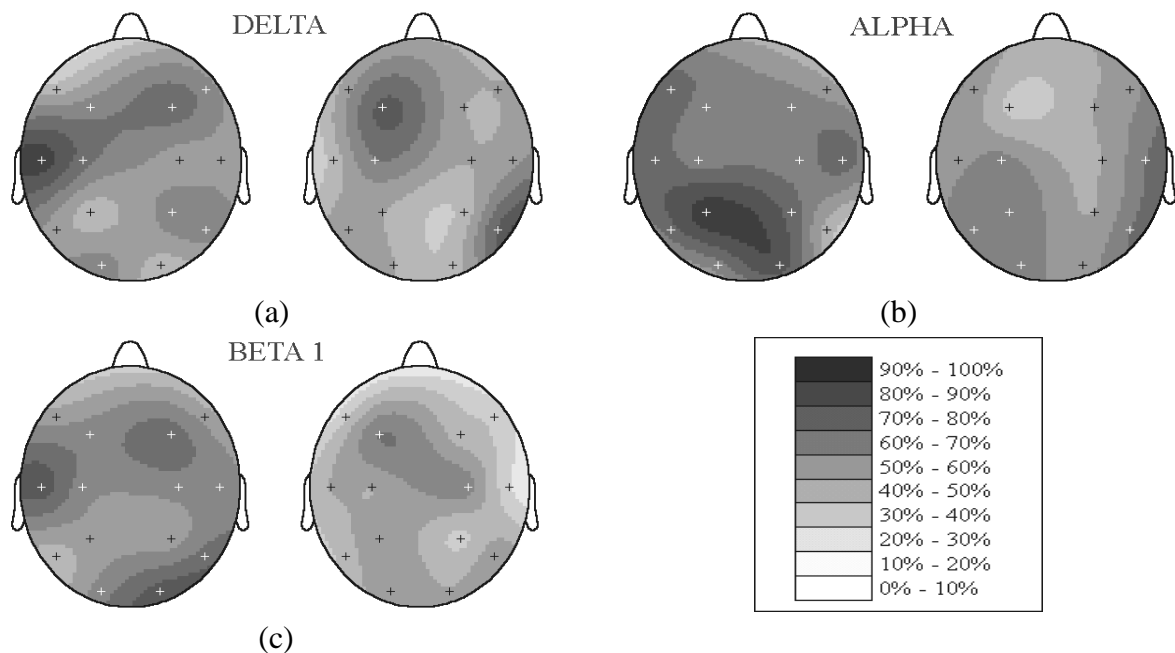 DELTA
ALPHA
(a)
(b)
BETA 1
90% - 100%
80% - 90%
70% - 80%
60% - 70%
50% - 60%
40% - 50%
30% - 40%
20% - 30%
10% - 20%
0% - 10%
(c)